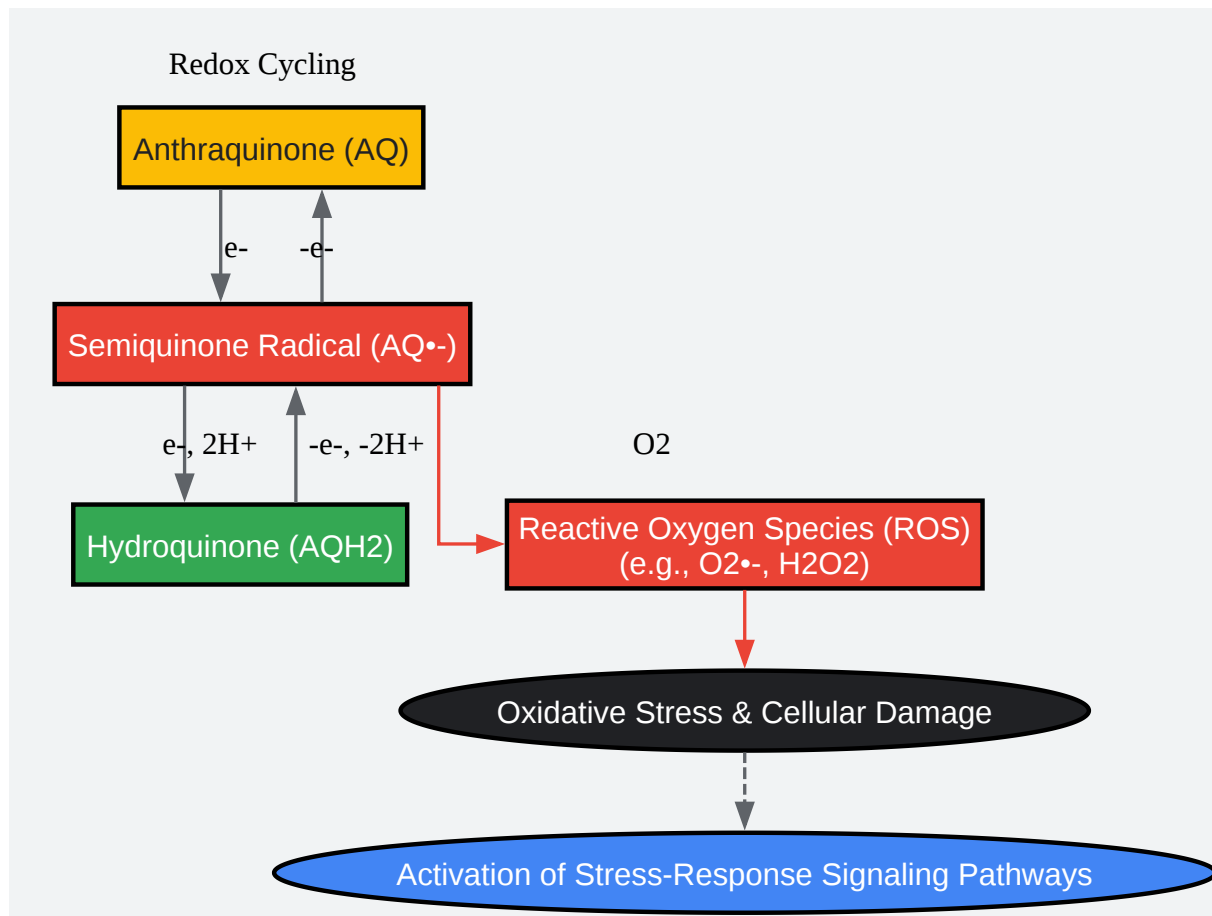 Redox Cycling
Anthraquinone (AQ)
e-
-e-
Semiquinone Radical (AQ•-)
e-, 2H+
-e-, -2H+
O2
Hydroquinone (AQH2)
Reactive Oxygen Species (ROS)
(e.g., O2•-, H2O2)
Oxidative Stress & Cellular Damage
Activation of Stress-Response Signaling Pathways